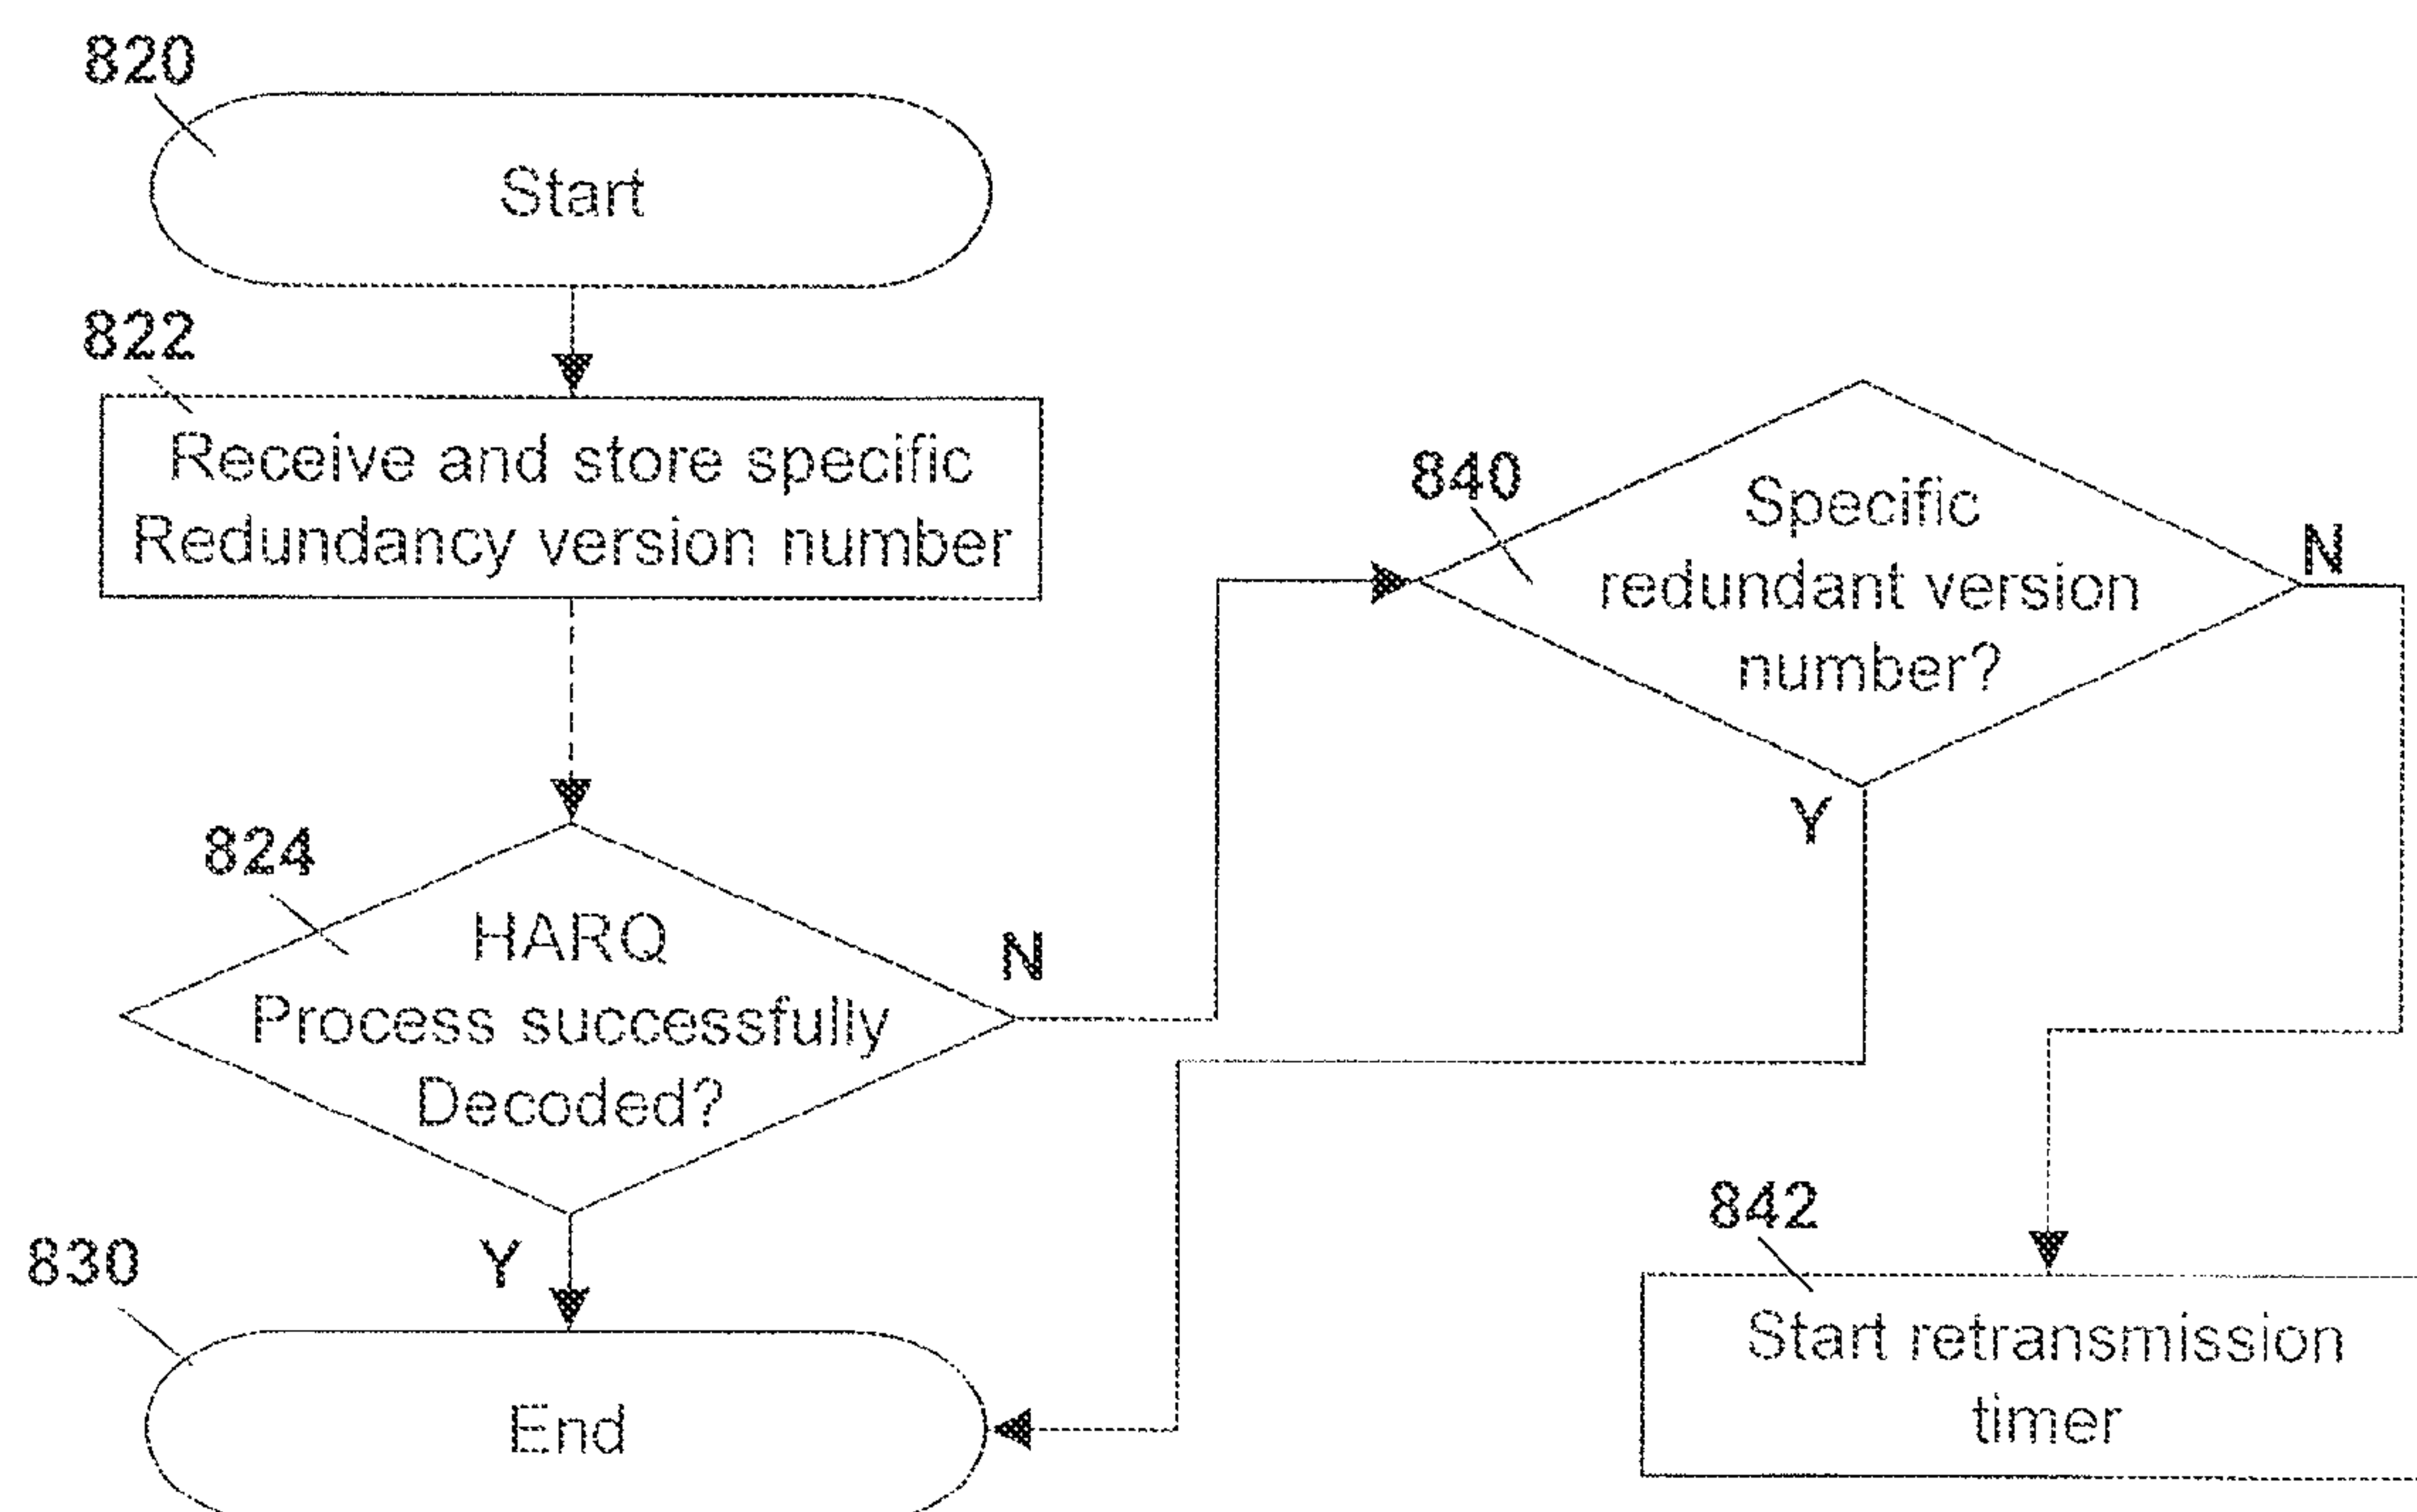 820
Start
822
Receive and store specific
Redundancy version number
824
HARQ
Process successfully
Decoded?
N
Y
830
End
840
Specific
redundant version
number?
N
Y
842
Start retransmission
timer